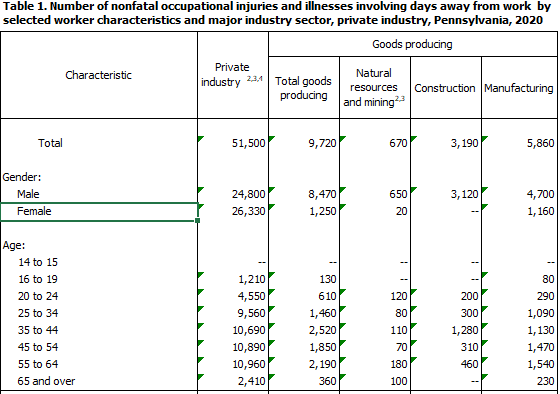 Table 1. Number of nonfatal occupational injuries and illnesses involving days away from work by
selected worker characteristics and major industry sector, private industry, Pennsylvania, 2020
Characteristic
Private
industry 2,3,4
Goods producing
Total goods
producing
Natural
resources
and mining2,3
Construction
Manufacturing
Total 51,500 9,720 670 3,190 5,860
Gender:
Male 24,800 8,470 650 3,120 4,700
Female 26,330 1,250 20 -- 1,160
Age:
14 to 15 -- -- -- -- --
16 to 19 1,210 130 -- -- 80
20 to 24 4,550 610 120 200 290
25 to 34 9,560 1,460 80 300 1,090
35 to 44 10,690 2,520 110 1,280 1,130
45 to 54 10,890 1,850 70 310 1,470
55 to 64 10,960 2,190 180 460 1,540
65 and over 2,410 360 100 -- 230